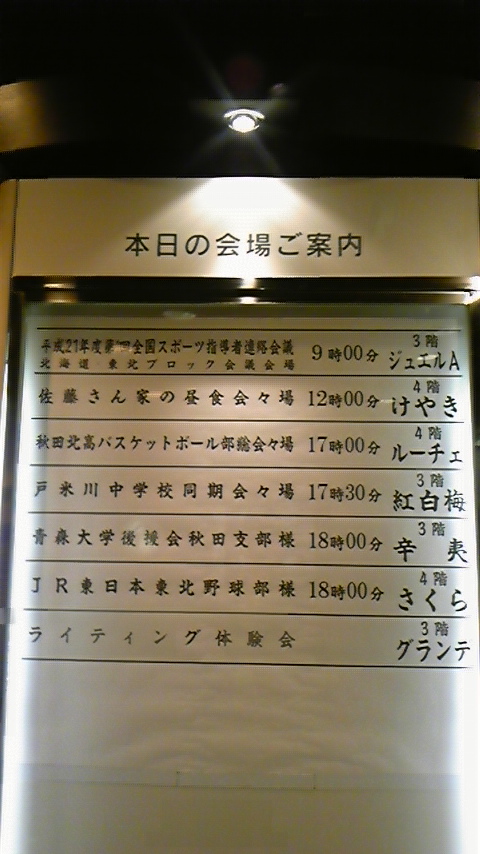 本日の会場ご案内
平成21年度第 回全国スポーツ指導者連絡会議
北海道・東北ブロック会議会場
9時00分
3階
ジュエルA
佐藤さん家の昼食会々場
12時00分
4階
けやき
秋田北高バスケットボール部総会々場
17時00分
4階
ルーチェ
戸米川中学校同期会々場
17時30分
3階
紅白梅
青森大学後援会秋田支部様
18時00分
3階
辛夷
JR東日本東北野球部様
18時00分
4階
さくら
ライティング体験会
3階
グランデ